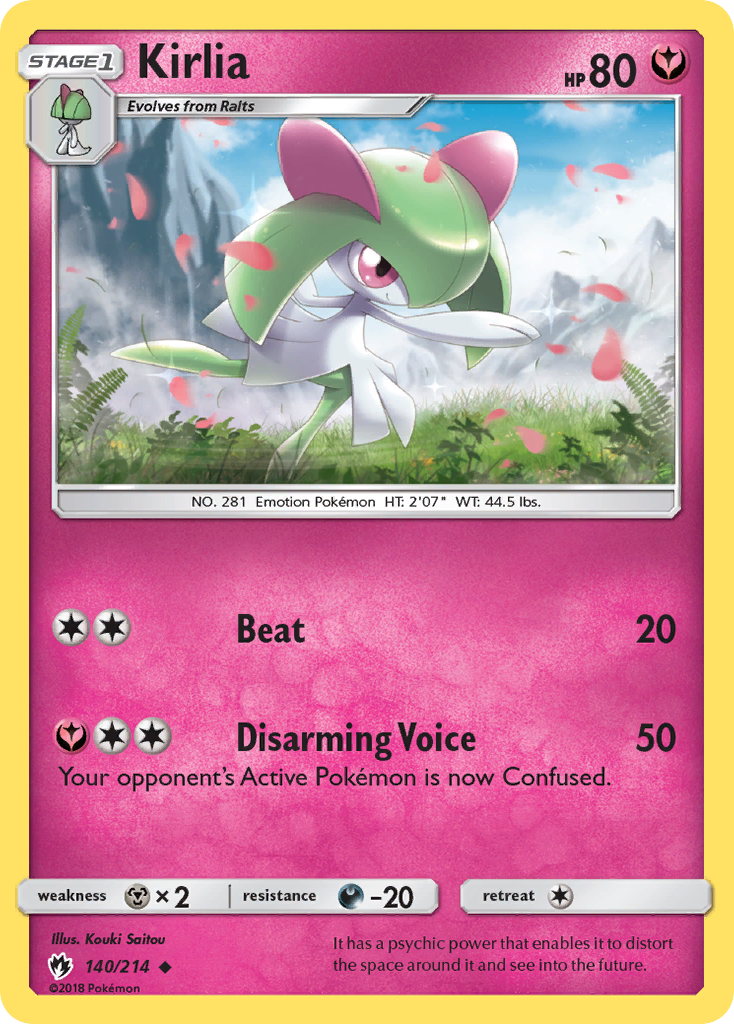 STAGE1
Kirlia
HP 80
Evolves from Ralts
NO. 281 Emotion Pokémon HT: 2'07" WT: 44.5 lbs.
Beat 20
Disarming Voice 50
Your opponent's Active Pokémon is now Confused.
weakness ×2 resistance –20 retreat
Illus. Kouki Saitou
140/214
©2018 Pokémon
It has a psychic power that enables it to distort
the space around it and see into the future.